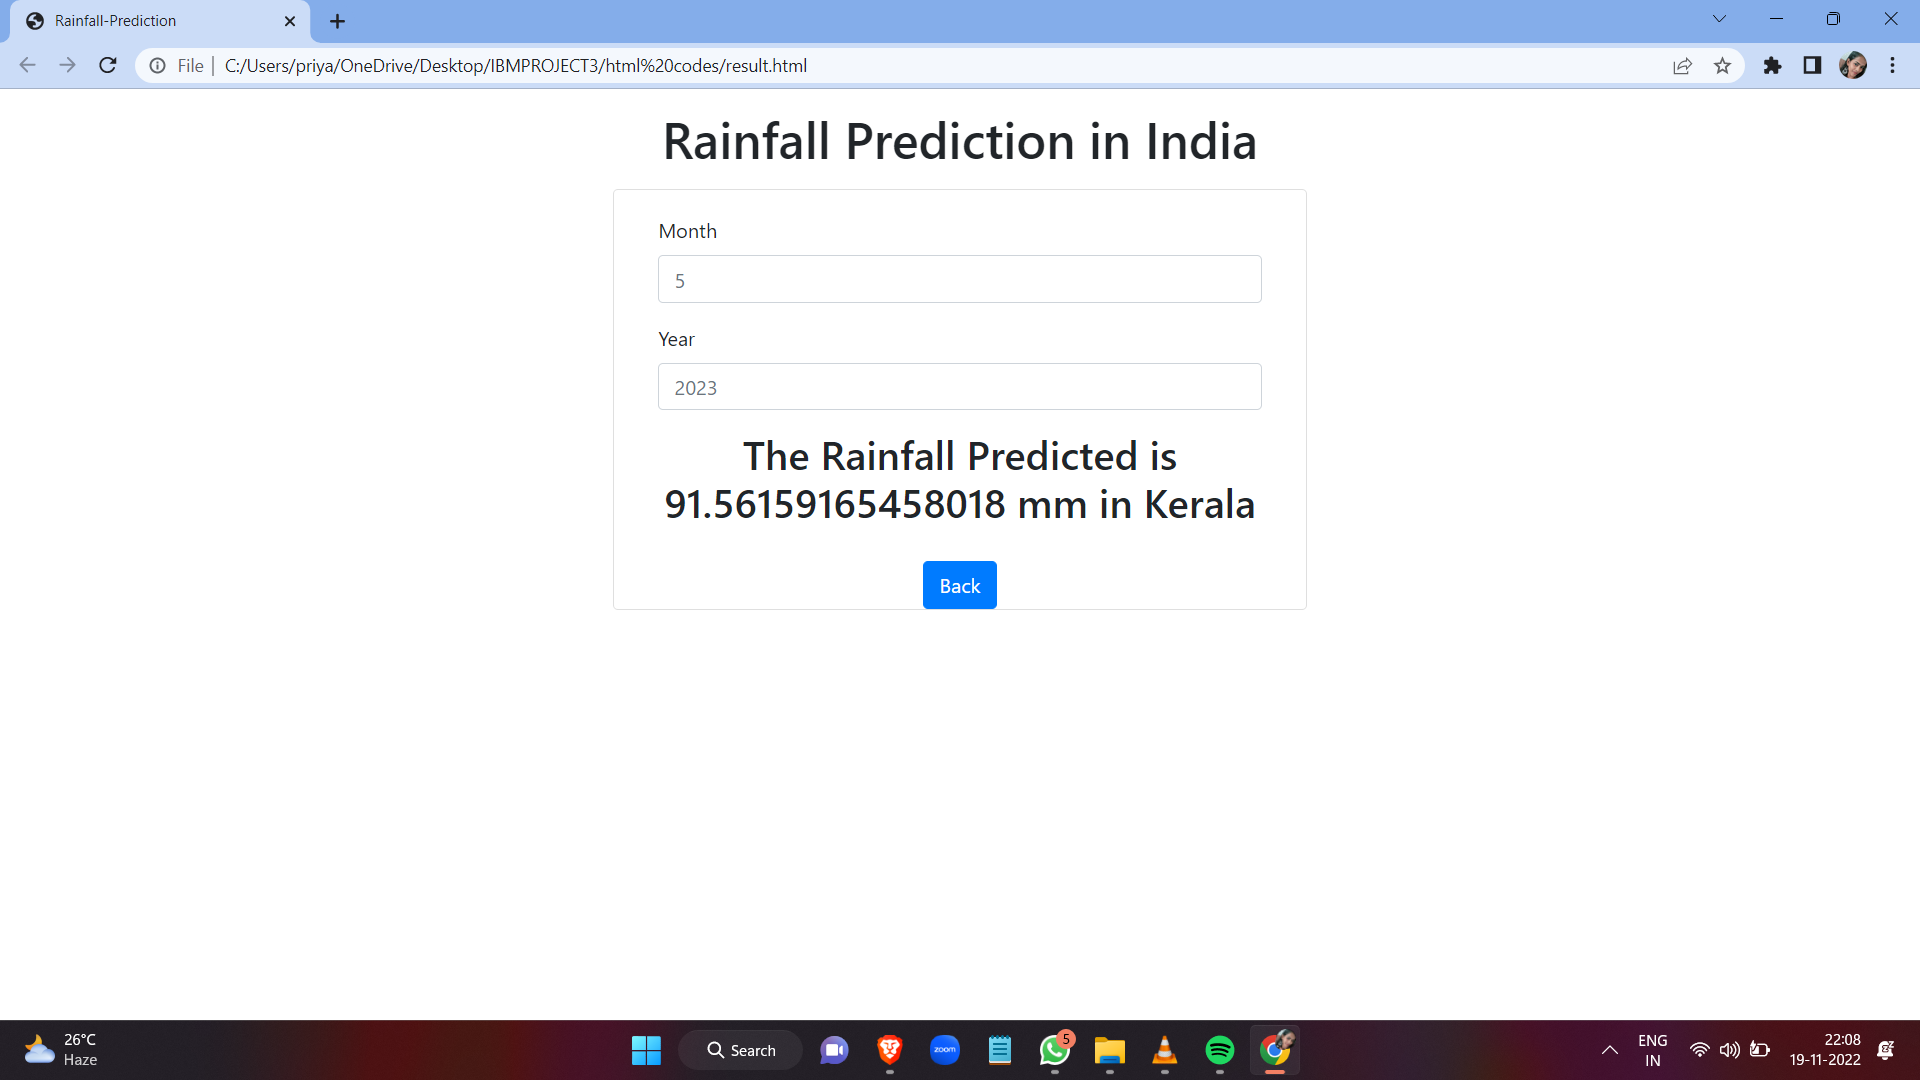 Rainfall-Prediction
File
C:/Users/priya/OneDrive/Desktop/IBMPROJECT3/html%20codes/result.html
Rainfall Prediction in India
Month
5
Year
2023
The Rainfall Predicted is
91.56159165458018 mm in Kerala
Back
26°C
Haze
Search
zoom
5
ENG
IN
22:08
19-11-2022